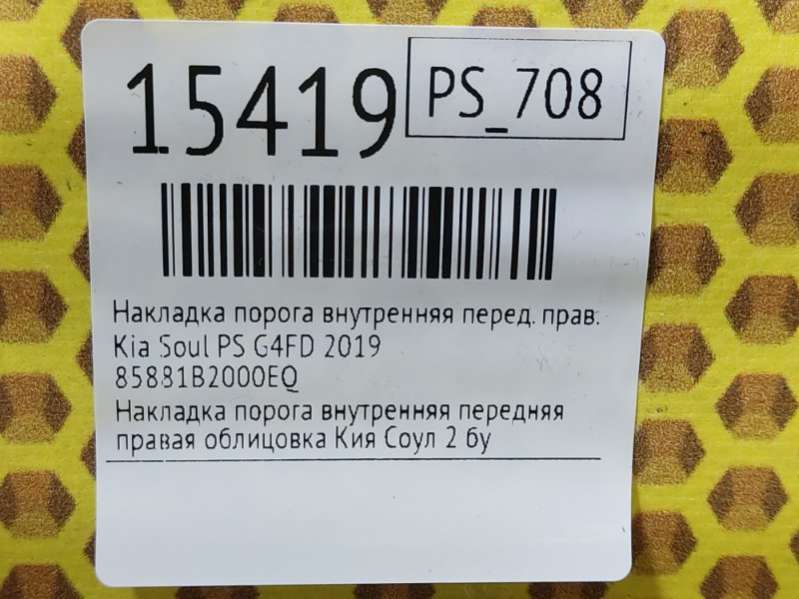 15419
PS_708
Накладка порога внутренняя перед. прав.
Kia Soul PS G4FD 2019
85881B2000EQ
Накладка порога внутренняя передняя
правая облицовка Кия Соул 2 бу